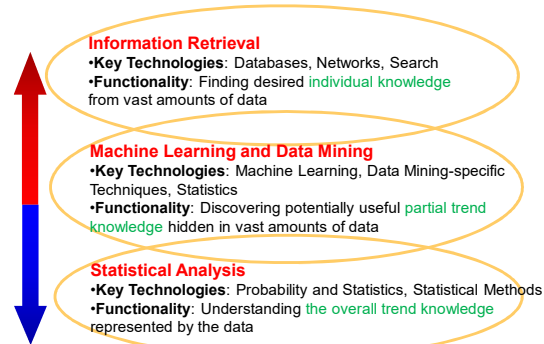 Information Retrieval
•Key Technologies: Databases, Networks, Search
•Functionality: Finding desired individual knowledge
from vast amounts of data
Machine Learning and Data Mining
•Key Technologies: Machine Learning, Data Mining-specific
Techniques, Statistics
•Functionality: Discovering potentially useful partial trend
knowledge hidden in vast amounts of data
Statistical Analysis
•Key Technologies: Probability and Statistics, Statistical Methods
•Functionality: Understanding the overall trend knowledge
represented by the data